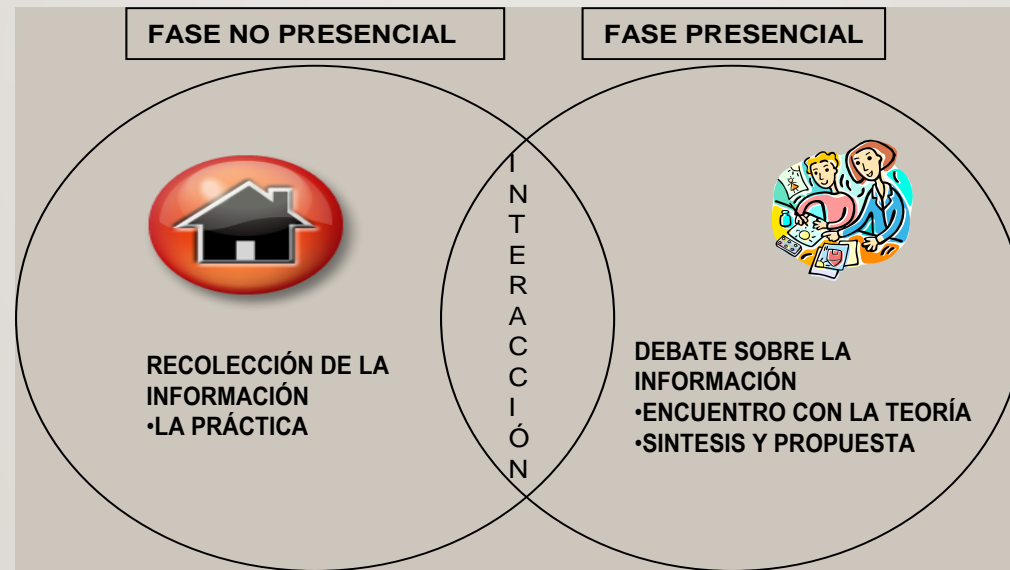 FASE NO PRESENCIAL
FASE PRESENCIAL
RECOLECCIÓN DE LA
INFORMACIÓN
•LA PRÁCTICA
INTERACCIÓN
DEBATE SOBRE LA
INFORMACIÓN
•ENCUENTRO CON LA TEORÍA
•SINTESIS Y PROPUESTA